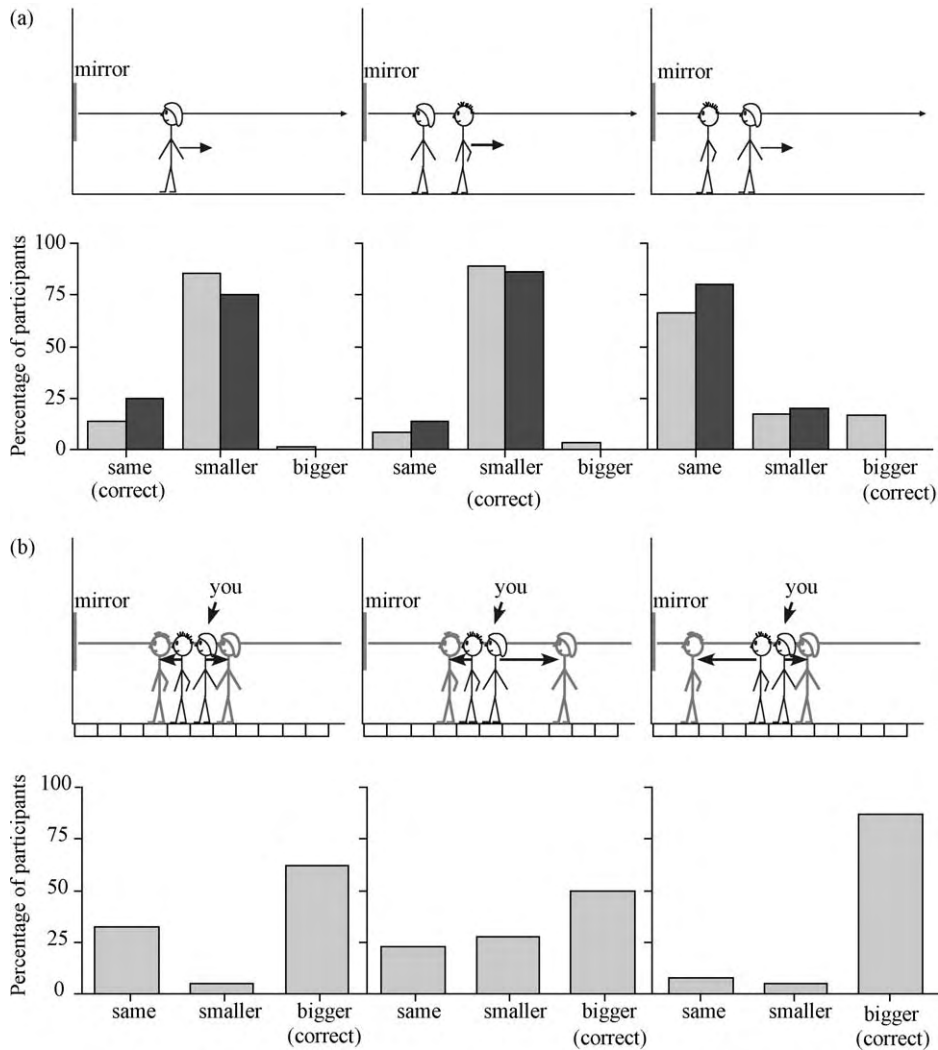 (a)
mirror
mirror
mirror
Percentage of participants
100
75
50
25
0
same smaller bigger same smaller bigger same smaller bigger
(correct) (correct) (correct)
(b)
you you you
mirror mirror mirror
Percentage of participants
100
75
50
25
0
same smaller bigger same smaller bigger same smaller bigger
(correct) (correct) (correct)